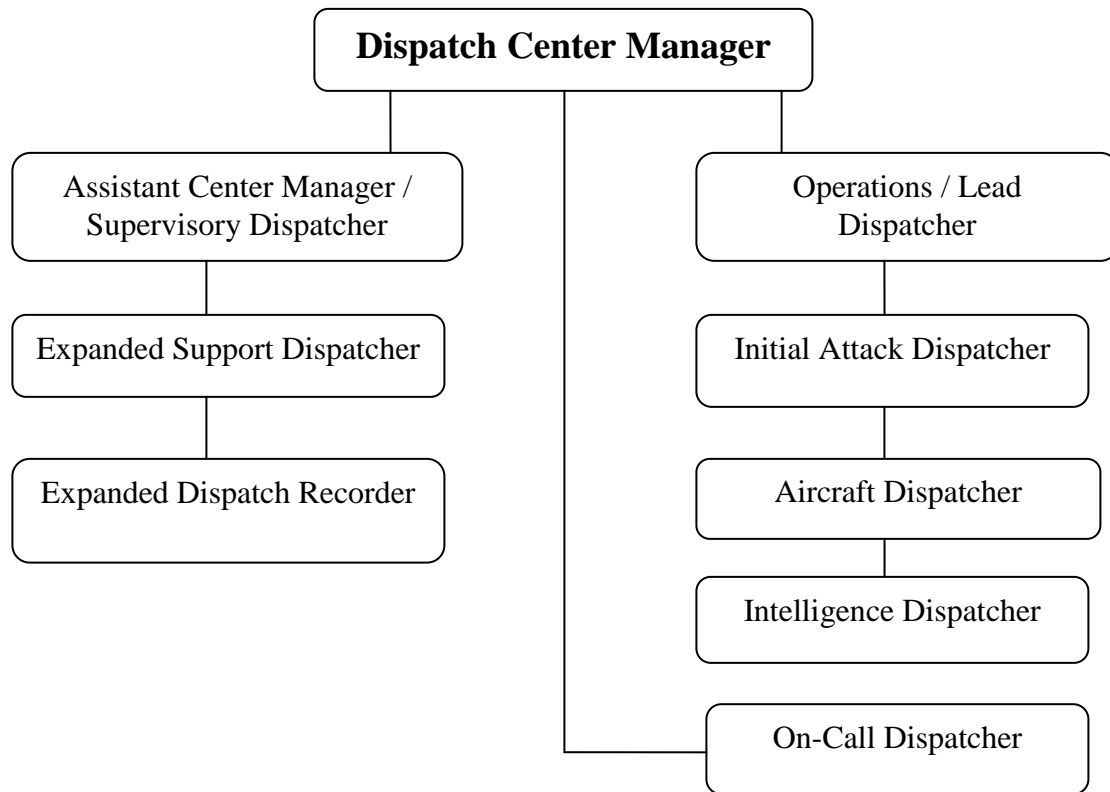 Dispatch Center Manager
Assistant Center Manager /
Supervisory Dispatcher
Operations / Lead
Dispatcher
Expanded Support Dispatcher
Initial Attack Dispatcher
Expanded Dispatch Recorder
Aircraft Dispatcher
Intelligence Dispatcher
On-Call Dispatcher